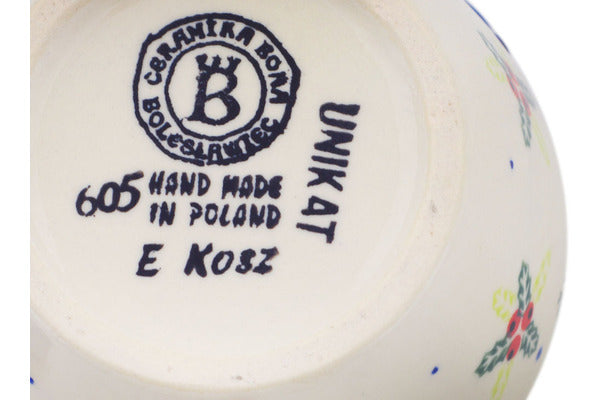 CERAMIKA BONA
B
BOLESŁAWIEC
UNIKAT
605 HAND MADE
IN POLAND
E KOSZ